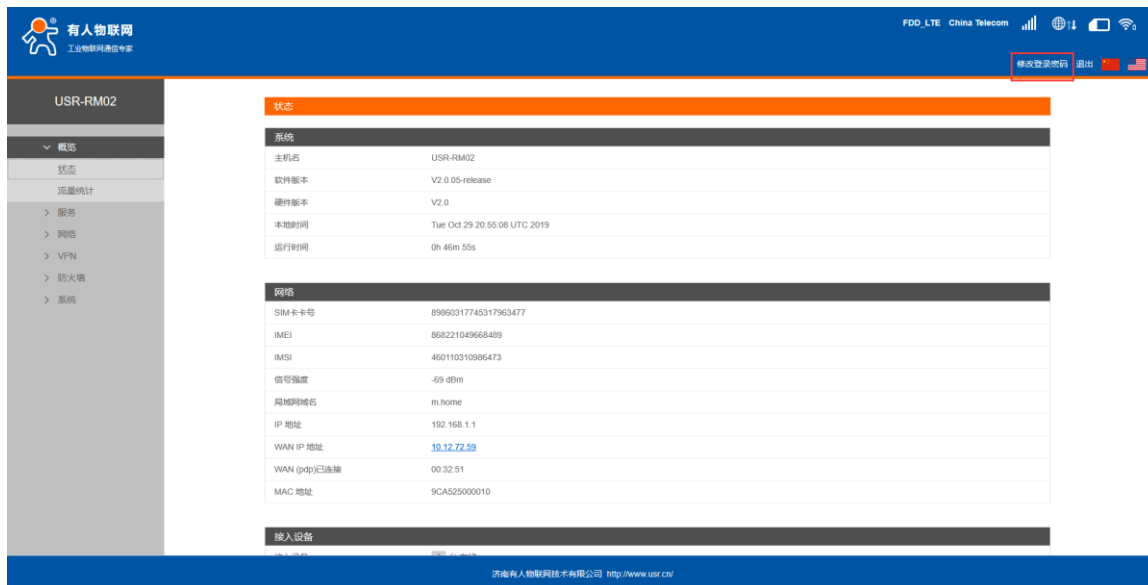 有人物联网
工业物联网通信专家
FDD_LTE China Telecom
修改登录密码 退出
USR-RM02
概览
状态
流量统计
服务
网络
VPN
防火墙
系统
状态
系统
主机名 USR-RM02
软件版本 V2.0.05-release
硬件版本 V2.0
本地时间 Tue Oct 29 20:55:08 UTC 2019
运行时间 0h 46m 55s
网络
SIM卡卡号 89860317745317963477
IMEI 868221049668489
IMSI 460110310986473
信号强度 -69 dBm
局域网域名 m.home
IP 地址 192.168.1.1
WAN IP 地址 10.12.72.59
WAN (pdp)已连接 00:32:51
MAC 地址 9CA525000010
接入设备
济南有人物联网技术有限公司 http://www.usr.cn/